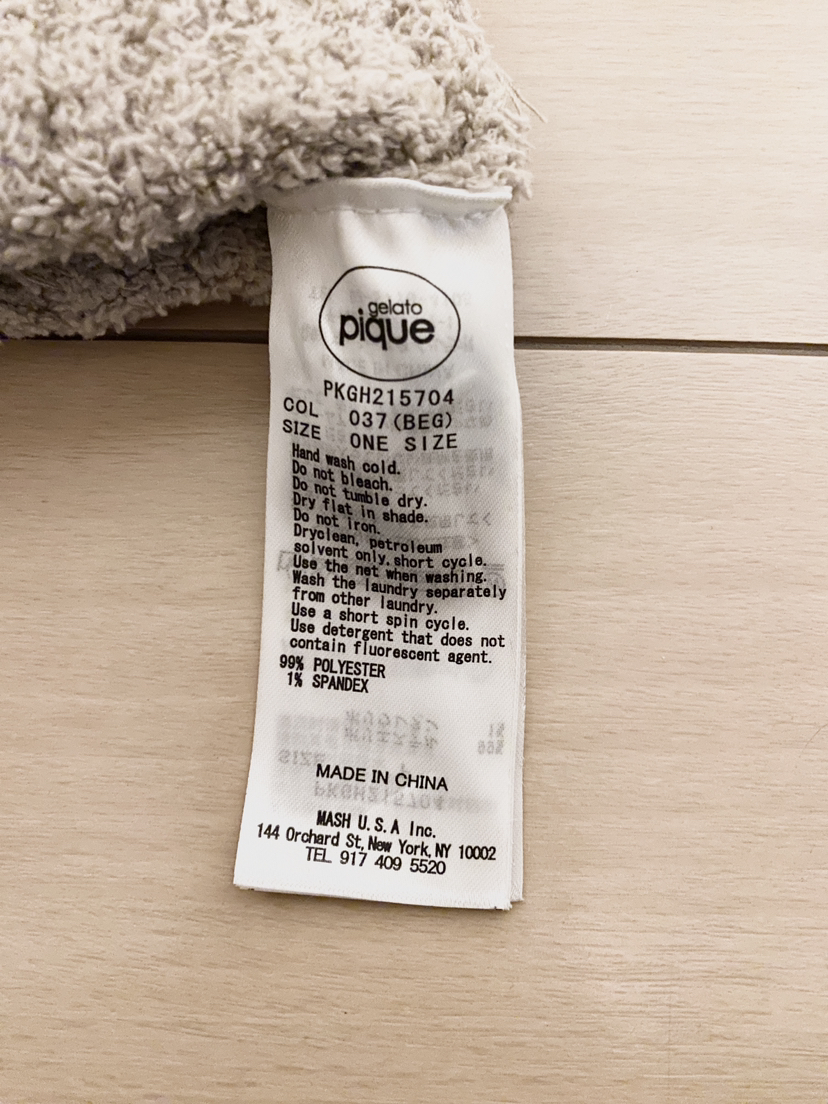 gelato
pique
PKGH215704
COL 037(BEG)
SIZE ONE SIZE
Hand wash cold.
Do not bleach.
Do not tumble dry.
Dry flat in shade.
Do not iron.
Dryclean, petroleum
solvent only, short cycle.
Use the net when washing.
Wash the laundry separately
from other laundry.
Use a short spin cycle.
Use detergent that does not
contain fluorescent agent.
99% POLYESTER
1% SPANDEX
MADE IN CHINA
MASH U.S.A Inc.
144 Orchard St, New York, NY 10002
TEL 917 409 5520